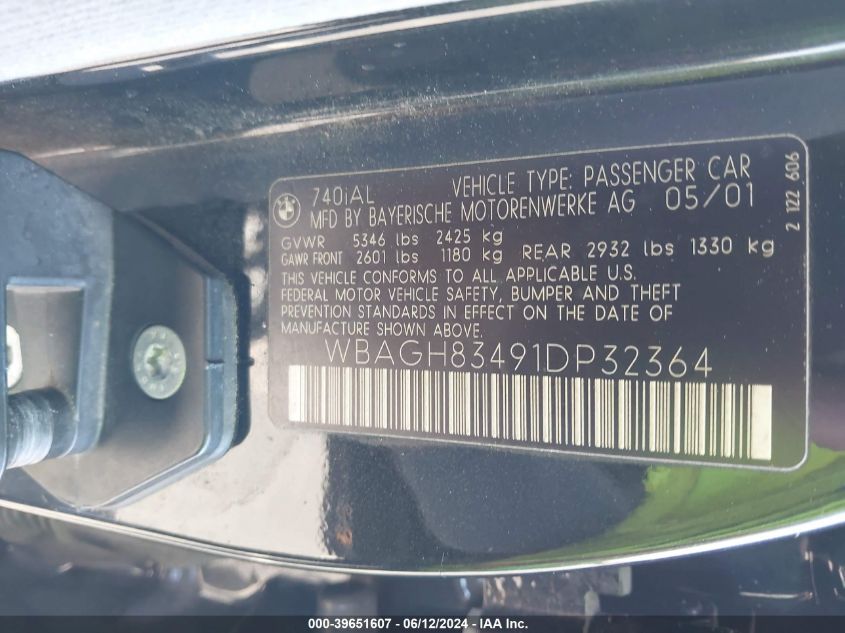 740iAL VEHICLE TYPE: PASSENGER CAR
MFD BY BAYERISCHE MOTORENWERKE AG 05/01
GVWR 5346 lbs 2425 kg
GAWR FRONT 2601 lbs 1180 kg REAR 2932 lbs 1330 kg
THIS VEHICLE CONFORMS TO ALL APPLICABLE U.S.
FEDERAL MOTOR VEHICLE SAFETY, BUMPER AND THEFT
PREVENTION STANDARDS IN EFFECT ON THE DATE OF
MANUFACTURE SHOWN ABOVE.
WBAGH83491DP32364
2 122 606
000-39651607 - 06/12/2024 - IAA Inc.